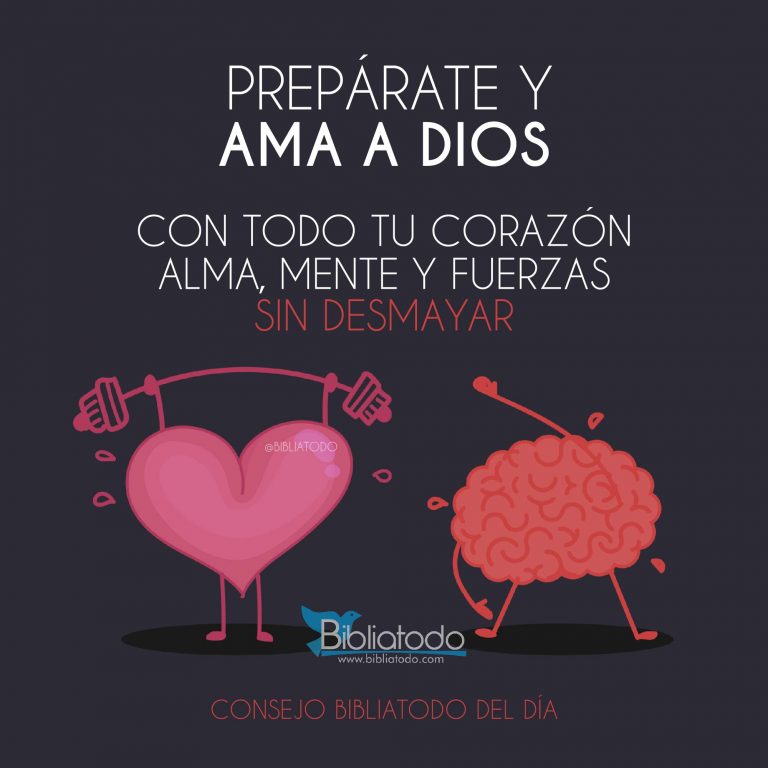 PREPÁRATE Y
AMA A DIOS
CON TODO TU CORAZÓN
ALMA, MENTE Y FUERZAS
SIN DESMAYAR
@BIBLIATODO
Bibliatodo
www.bibliatodo.com
CONSEJO BIBLIATODO DEL DÍA